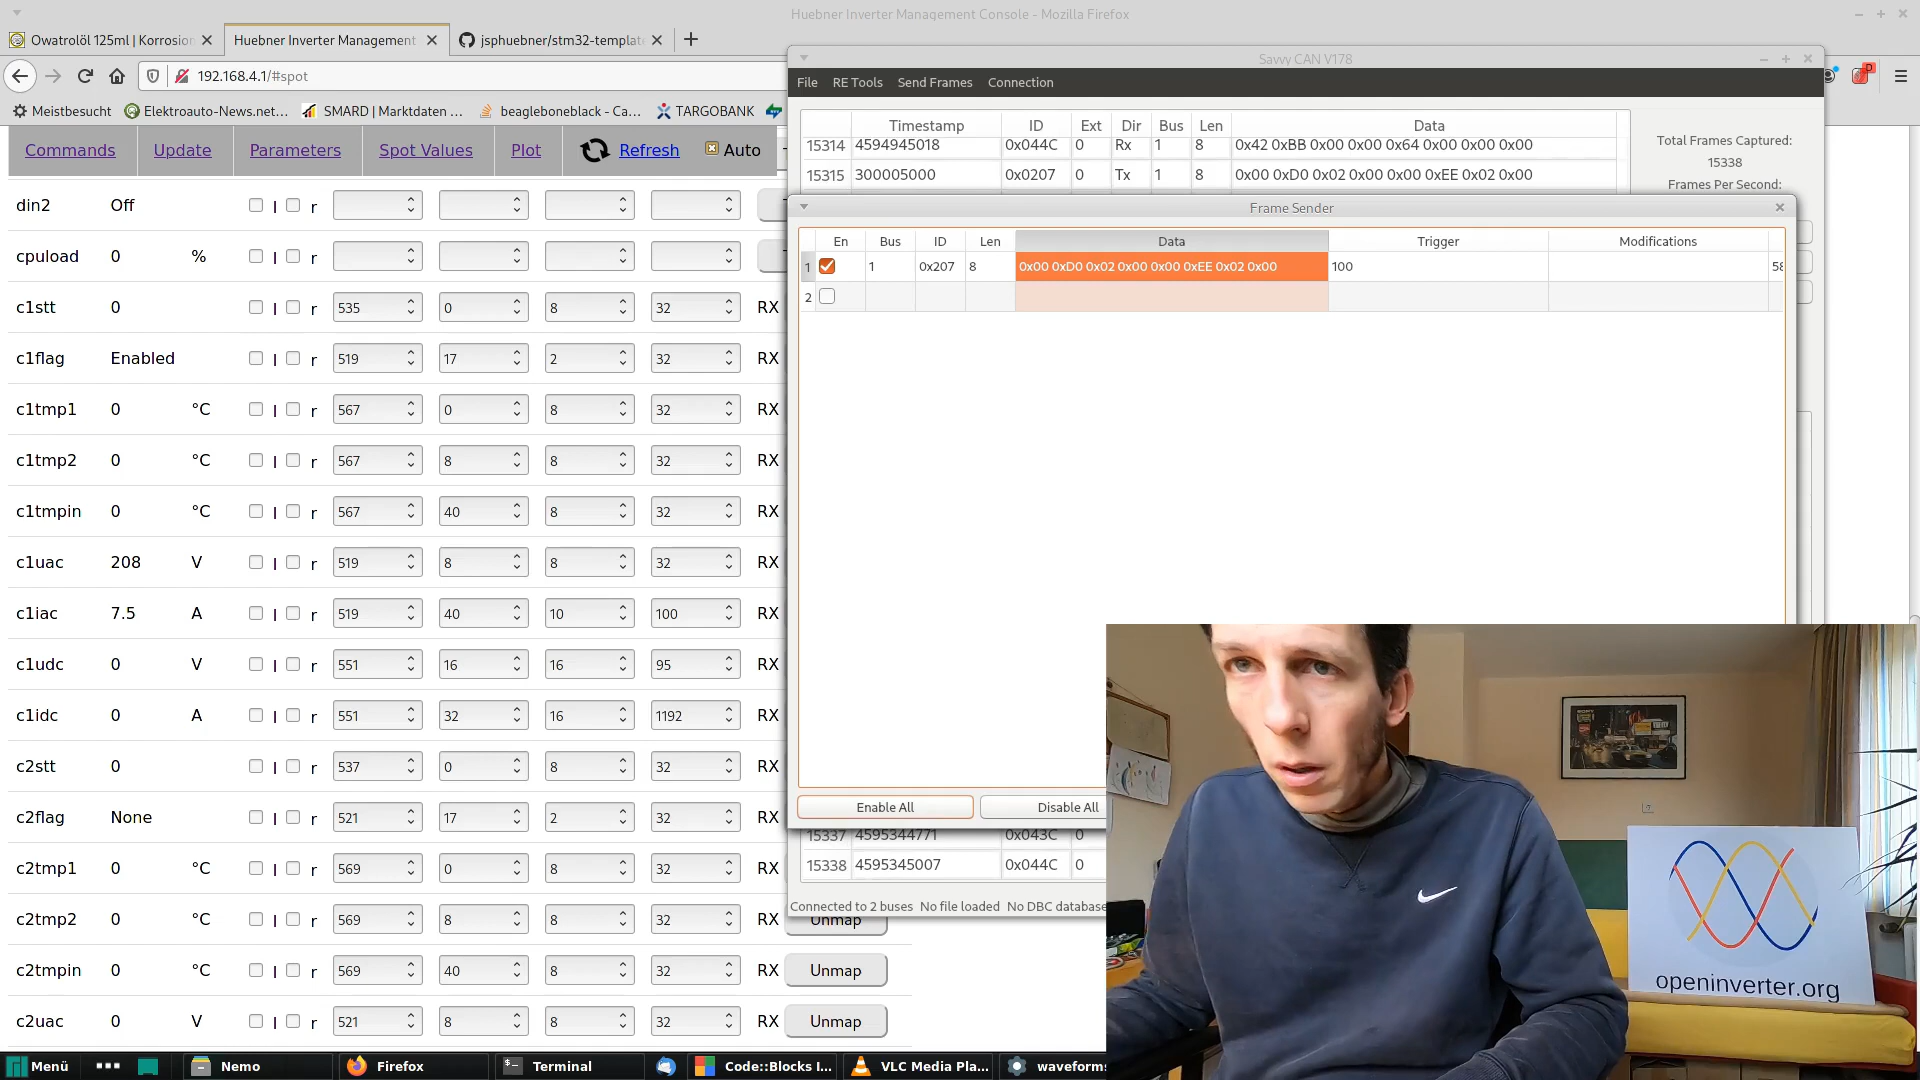 Huebner Inverter Management Console - Mozilla Firefox
Owatrolöl 125ml | Korrosion
Huebner Inverter Management
jsphuebner/stm32-templat
192.168.4.1/#spot
Meistbesucht Elektroauto-News.net... SMARD | Marktdaten ... beagleboneblack - Ca... TARGOBANK
Commands Update Parameters Spot Values Plot Refresh Auto
din2 Off l r
cpuload 0 % l r
c1stt 0 l r 535 0 8 32 RX
c1flag Enabled l r 519 17 2 32 RX
c1tmp1 0 °C l r 567 0 8 32 RX
c1tmp2 0 °C l r 567 8 8 32 RX
c1tmpin 0 °C l r 567 40 8 32 RX
c1uac 208 V l r 519 8 8 32 RX
c1iac 7.5 A l r 519 40 10 100 RX
c1udc 0 V l r 551 16 16 95 RX
c1idc 0 A l r 551 32 16 1192 RX
c2stt 0 l r 537 0 8 32 RX
c2flag None l r 521 17 2 32 RX
c2tmp1 0 °C l r 569 0 8 32 RX
c2tmp2 0 °C l r 569 8 8 32 RX Unmap
c2tmpin 0 °C l r 569 40 8 32 RX Unmap
c2uac 0 V l r 521 8 8 32 RX Unmap
Savvy CAN V178
File RE Tools Send Frames Connection
Timestamp ID Ext Dir Bus Len Data
15314 4594945018 0x044C 0 Rx 1 8 0x42 0xBB 0x00 0x00 0x64 0x00 0x00 0x00
15315 300005000 0x0207 0 Tx 1 8 0x00 0xD0 0x02 0x00 0x00 0xEE 0x02 0x00
Total Frames Captured:
15338
Frames Per Second:
Frame Sender
En Bus ID Len Data Trigger Modifications
1 1 0x207 8 0x00 0xD0 0x02 0x00 0x00 0xEE 0x02 0x00 100 58
2
Enable All Disable All
15337 4595344771 0x043C 0
15338 4595345007 0x044C 0
Connected to 2 buses No file loaded No DBC database
openinverter.org
Menü Nemo Firefox Terminal Code::Blocks I... VLC Media Pla... waveforms